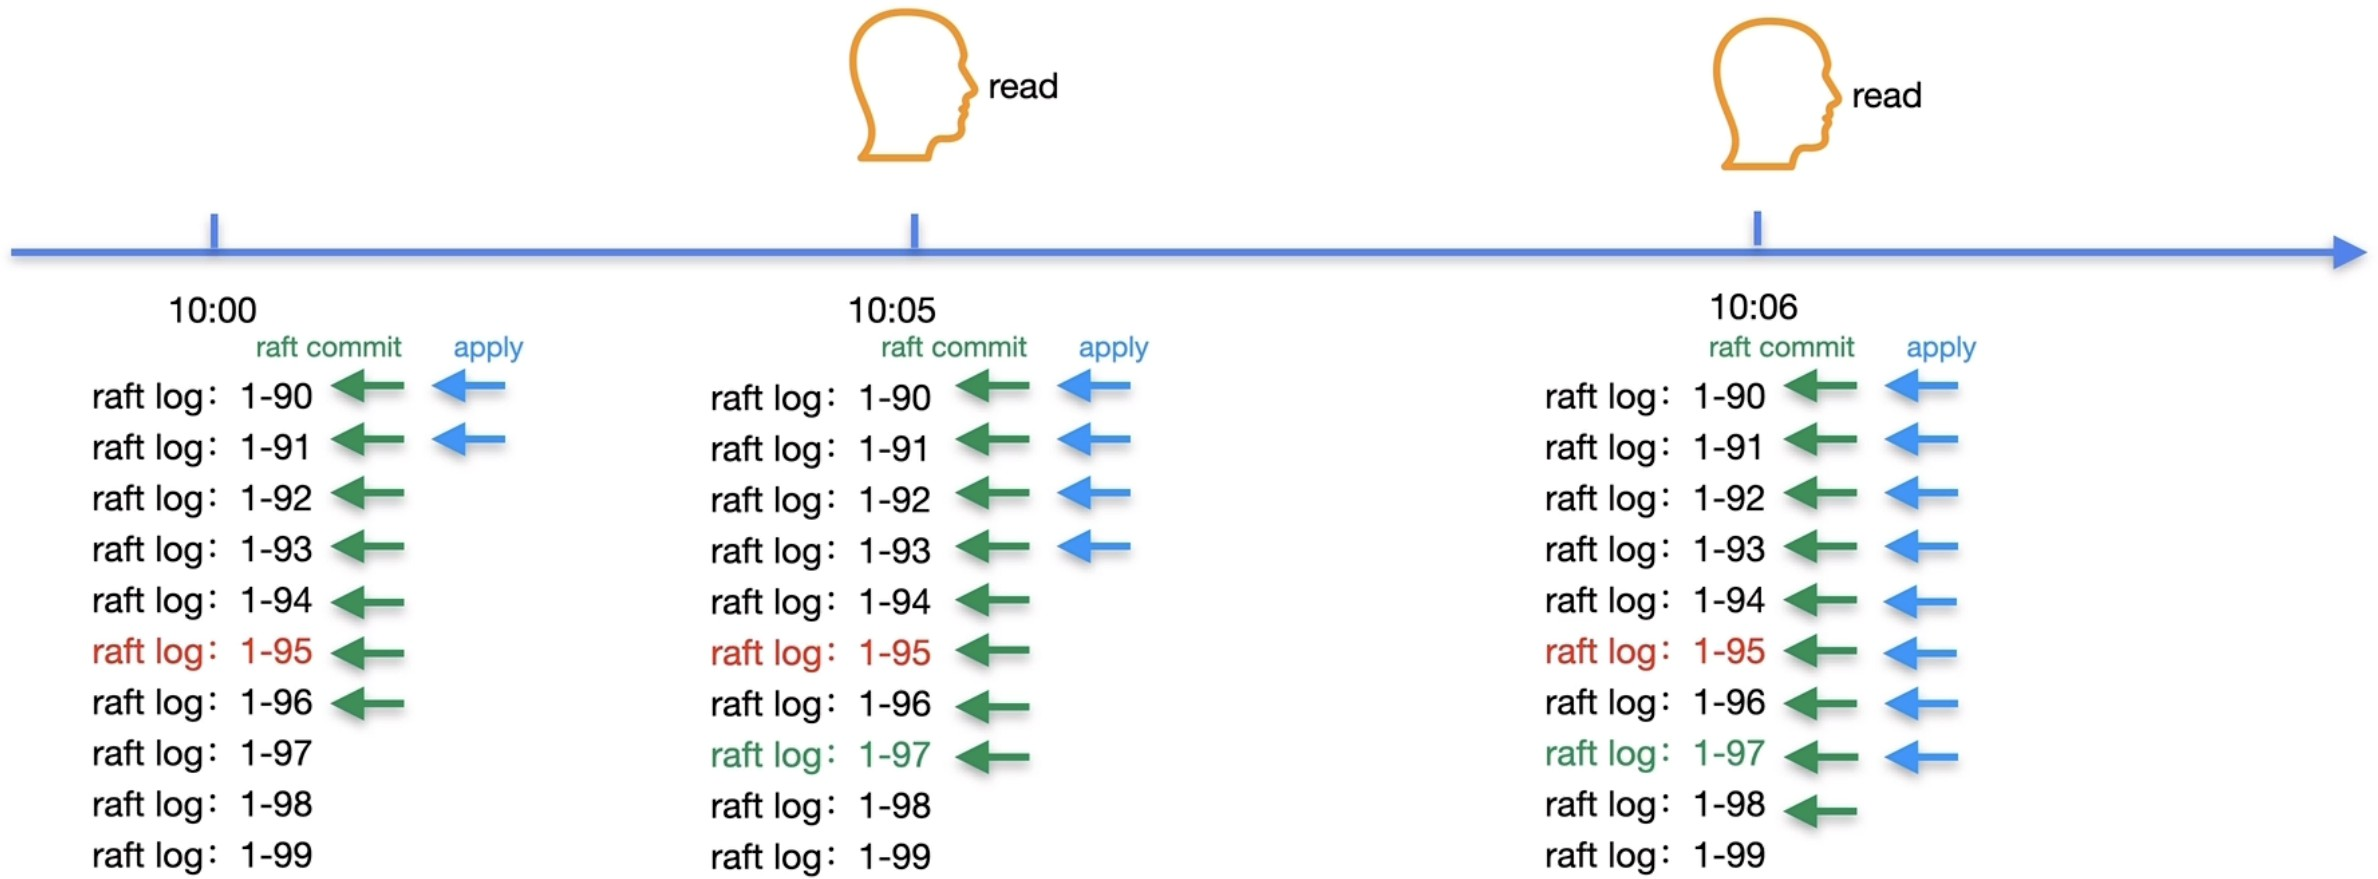 read
read
10:00
raft commit apply
raft log: 1-90
raft log: 1-91
raft log: 1-92
raft log: 1-93
raft log: 1-94
raft log: 1-95
raft log: 1-96
raft log: 1-97
raft log: 1-98
raft log: 1-99
10:05
raft commit apply
raft log: 1-90
raft log: 1-91
raft log: 1-92
raft log: 1-93
raft log: 1-94
raft log: 1-95
raft log: 1-96
raft log: 1-97
raft log: 1-98
raft log: 1-99
10:06
raft commit apply
raft log: 1-90
raft log: 1-91
raft log: 1-92
raft log: 1-93
raft log: 1-94
raft log: 1-95
raft log: 1-96
raft log: 1-97
raft log: 1-98
raft log: 1-99